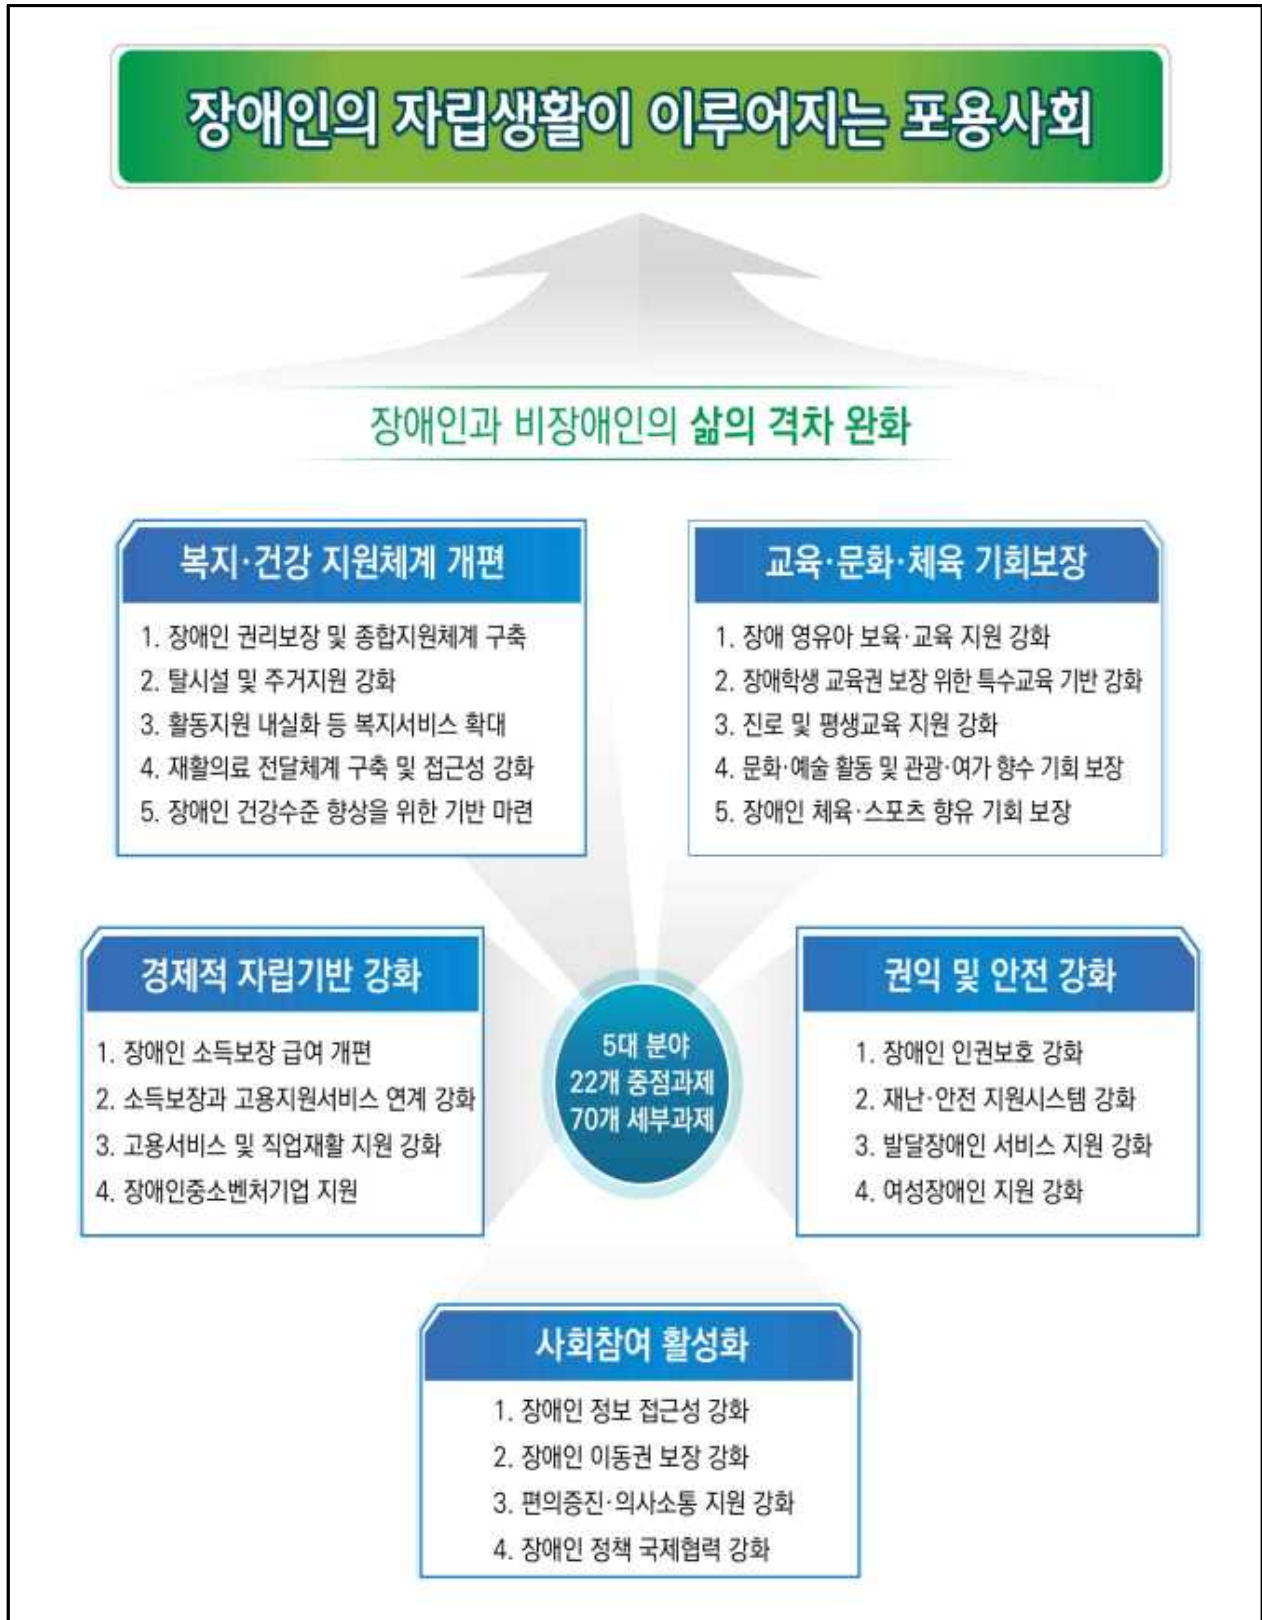 장애인의 자립생활이 이루어지는 포용사회
장애인과 비장애인의 삶의 격차 완화
복지·건강 지원체계 개편
1. 장애인 권리보장 및 종합지원체계 구축
2. 탈시설 및 주거지원 강화
3. 활동지원 내실화 등 복지서비스 확대
4. 재활의료 전달체계 구축 및 접근성 강화
5. 장애인 건강수준 향상을 위한 기반 마련
교육·문화·체육 기회보장
1. 장애 영유아 보육·교육 지원 강화
2. 장애학생 교육권 보장 위한 특수교육 기반 강화
3. 진로 및 평생교육 지원 강화
4. 문화·예술 활동 및 관광·여가 향수 기회 보장
5. 장애인 체육·스포츠 향유 기회 보장
경제적 자립기반 강화
1. 장애인 소득보장 급여 개편
2. 소득보장과 고용지원서비스 연계 강화
3. 고용서비스 및 직업재활 지원 강화
4. 장애인중소벤처기업 지원
5대 분야
22개 중점과제
70개 세부과제
권익 및 안전 강화
1. 장애인 인권보호 강화
2. 재난·안전 지원시스템 강화
3. 발달장애인 서비스 지원 강화
4. 여성장애인 지원 강화
사회참여 활성화
1. 장애인 정보 접근성 강화
2. 장애인 이동권 보장 강화
3. 편의증진·의사소통 지원 강화
4. 장애인 정책 국제협력 강화